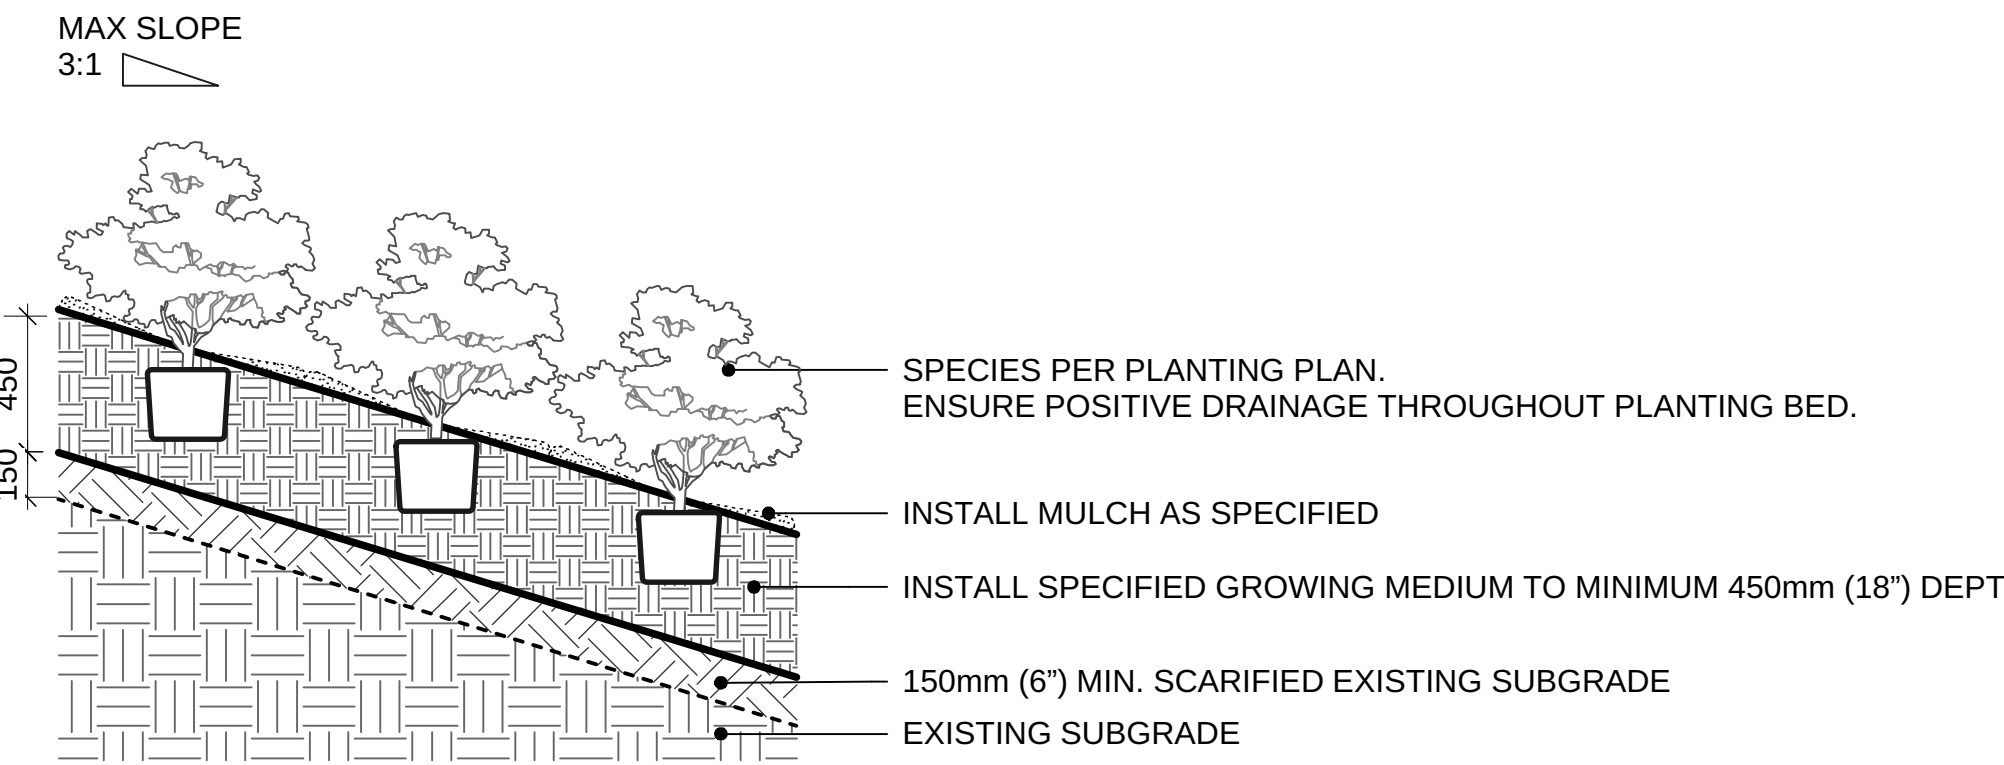 MAX SLOPE
3:1
450
150
SPECIES PER PLANTING PLAN.
ENSURE POSITIVE DRAINAGE THROUGHOUT PLANTING BED.
INSTALL MULCH AS SPECIFIED
INSTALL SPECIFIED GROWING MEDIUM TO MINIMUM 450mm (18”) DEPT
150mm (6”) MIN. SCARIFIED EXISTING SUBGRADE
EXISTING SUBGRADE